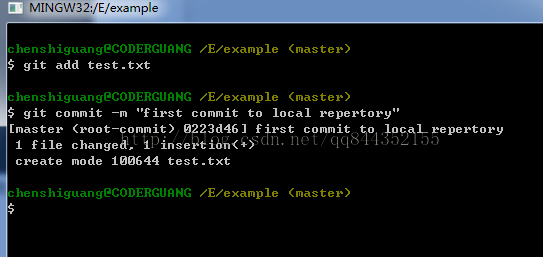 MINGW32:/E/example
chenshiguang@CODERGUANG /E/example (master)
$ git add test.txt
chenshiguang@CODERGUANG /E/example (master)
$ git commit -m "first commit to local repertory"
[master (root-commit) 0223d46] first commit to local repertory
http://blog.csdn.net/qq844352155
1 file changed, 1 insertion(+)
create mode 100644 test.txt
chenshiguang@CODERGUANG /E/example (master)
$